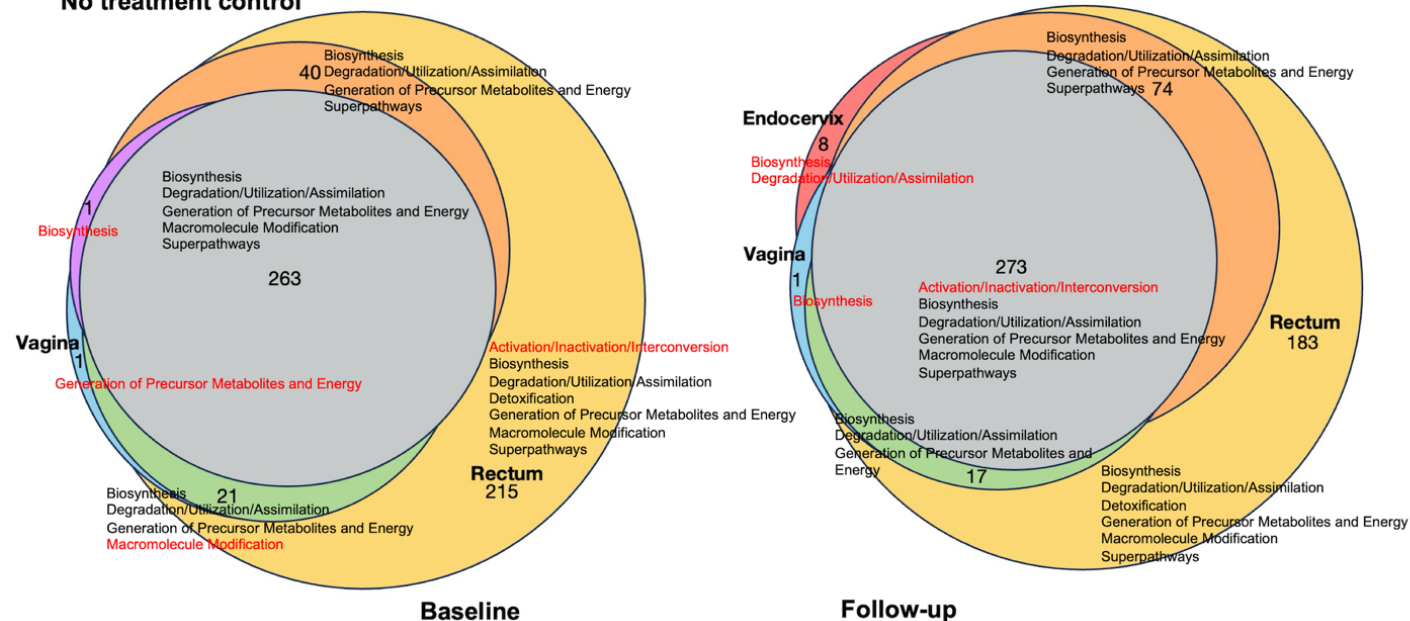 No treatment control
40
Biosynthesis
Degradation/Utilization/Assimilation
Generation of Precursor Metabolites and Energy
Superpathways
1
Biosynthesis
Biosynthesis
Degradation/Utilization/Assimilation
Generation of Precursor Metabolites and Energy
Macromolecule Modification
Superpathways
263
Vagina
1
Generation of Precursor Metabolites and Energy
Activation/Inactivation/Interconversion
Biosynthesis
Degradation/Utilization/Assimilation
Detoxification
Generation of Precursor Metabolites and Energy
Macromolecule Modification
Superpathways
Rectum
215
21
Biosynthesis
Degradation/Utilization/Assimilation
Generation of Precursor Metabolites and Energy
Macromolecule Modification
Baseline
Biosynthesis
Degradation/Utilization/Assimilation
Generation of Precursor Metabolites and Energy
Superpathways 74
Endocervix
8
Biosynthesis
Degradation/Utilization/Assimilation
Vagina
1
Biosynthesis
273
Activation/Inactivation/Interconversion
Biosynthesis
Degradation/Utilization/Assimilation
Generation of Precursor Metabolites and Energy
Macromolecule Modification
Superpathways
Rectum
183
Biosynthesis
Degradation/Utilization/Assimilation
Generation of Precursor Metabolites and
Energy
17
Biosynthesis
Degradation/Utilization/Assimilation
Detoxification
Generation of Precursor Metabolites and Energy
Macromolecule Modification
Superpathways
Follow-up